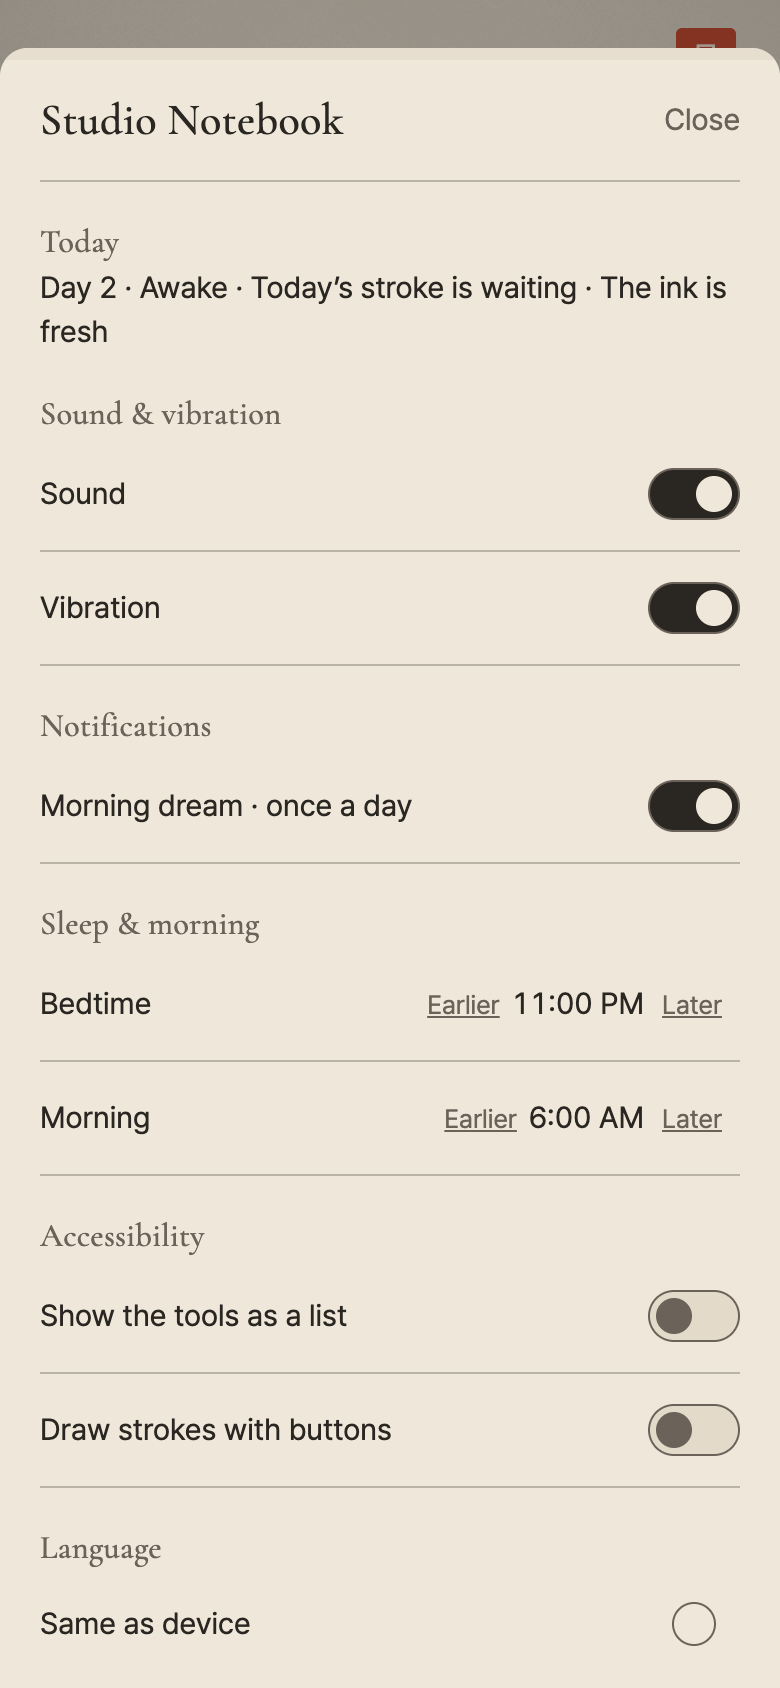 Studio Notebook
Close
Today
Day 2 · Awake · Today’s stroke is waiting · The ink is
fresh
Sound & vibration
Sound
Vibration
Notifications
Morning dream · once a day
Sleep & morning
Bedtime
Earlier 11:00 PM Later
Morning
Earlier 6:00 AM Later
Accessibility
Show the tools as a list
Draw strokes with buttons
Language
Same as device